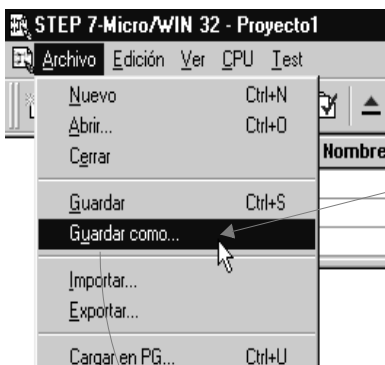 STEP 7-Micro/WIN 32 - Proyecto1
Archivo Edición Ver CPU Test
Nuevo Ctrl+N
Abrir... Ctrl+O
Cerrar
Nombre
Guardar Ctrl+S
Guardar como...
Importar...
Exportar...
Cargar en PG... Ctrl+U